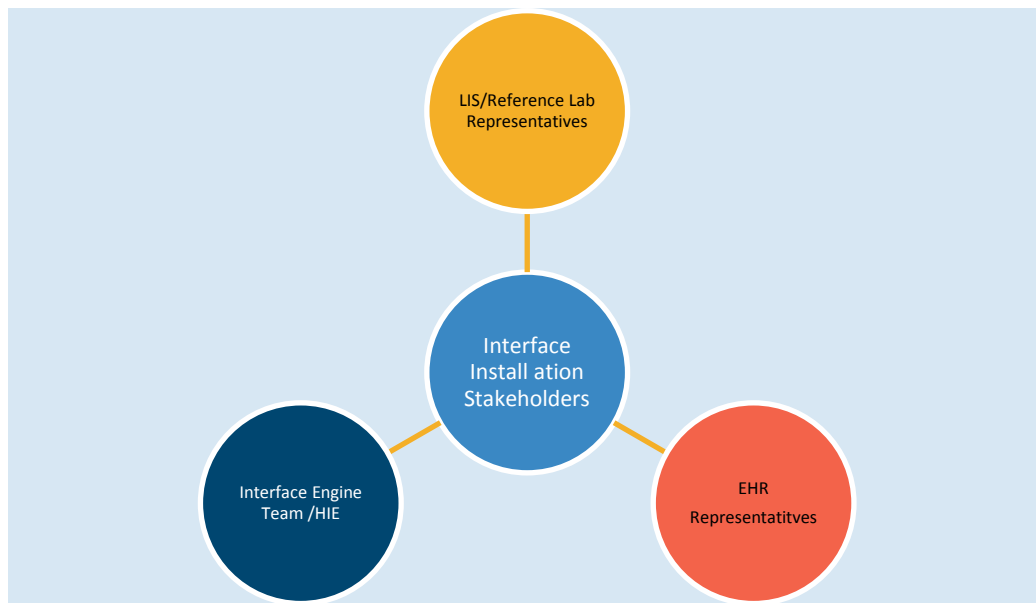 LIS/Reference Lab
Representatives
Interface
Install ation
Stakeholders
Interface Engine
Team /HIE
EHR
Representatitves